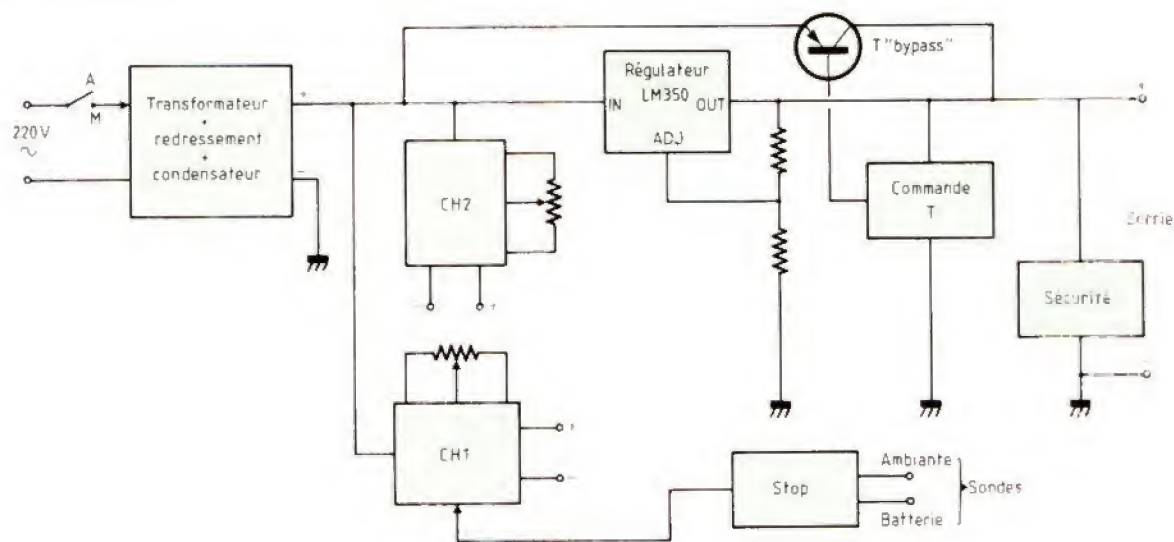 T "bypass"
Régulateur
LM350
IN
OUT
ADJ
A
M
220V
~
Transformateur
+
redressement
+
condensateur
+
-
CH2
-
+
Commande
T
+
Sécurité
-
CH1
+
-
Stop
Ambiante
Batterie
Sondes